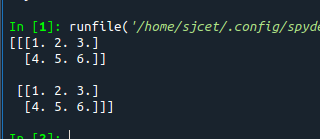 In [1]: runfile('/home/sjcet/.config/spyde
[[[1. 2. 3.]
[4. 5. 6.]]
[[1. 2. 3.]
[4. 5. 6.]]]
In [2]: